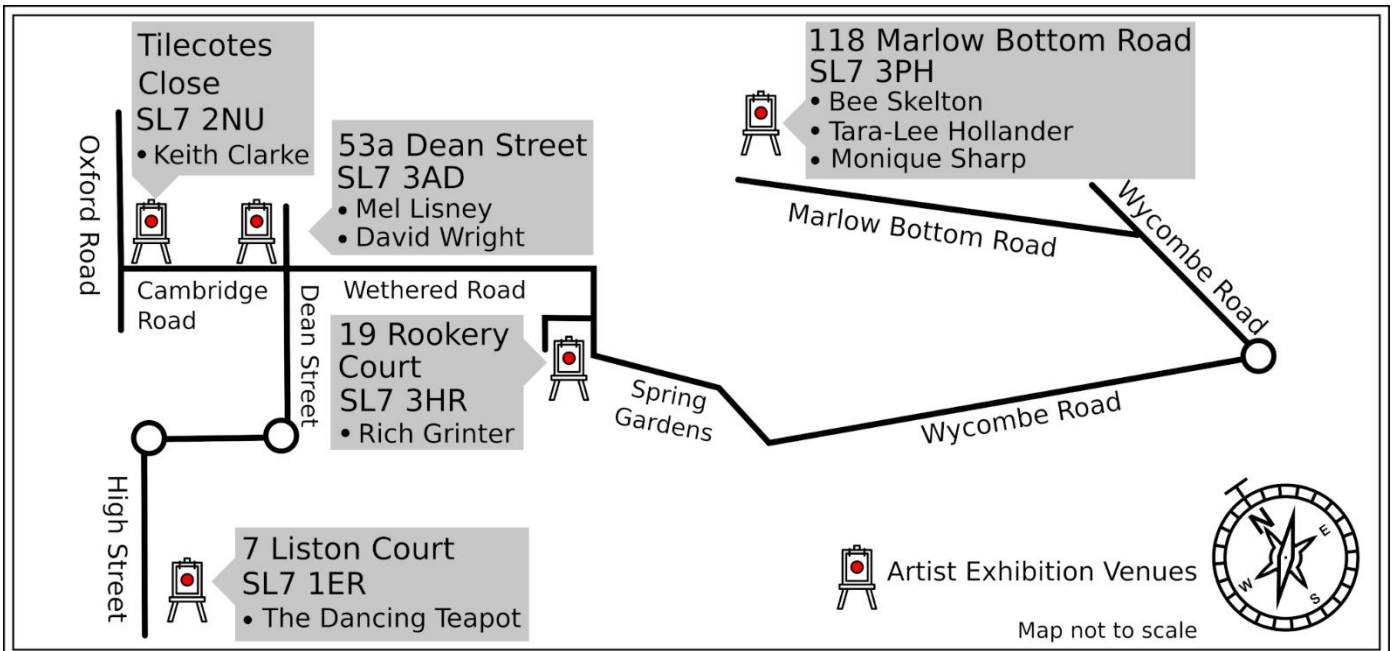 Tilecotes
Close
SL7 2NU
• Keith Clarke
53a Dean Street
SL7 3AD
• Mel Lisney
• David Wright
118 Marlow Bottom Road
SL7 3PH
• Bee Skelton
• Tara-Lee Hollander
• Monique Sharp
Oxford Road
Cambridge
Road
Dean Street
Wethered Road
Marlow Bottom Road
Wycombe Road
19 Rookery
Court
SL7 3HR
• Rich Grinter
Spring
Gardens
Wycombe Road
High Street
7 Liston Court
SL7 1ER
• The Dancing Teapot
Artist Exhibition Venues
Map not to scale
N
E
S
W